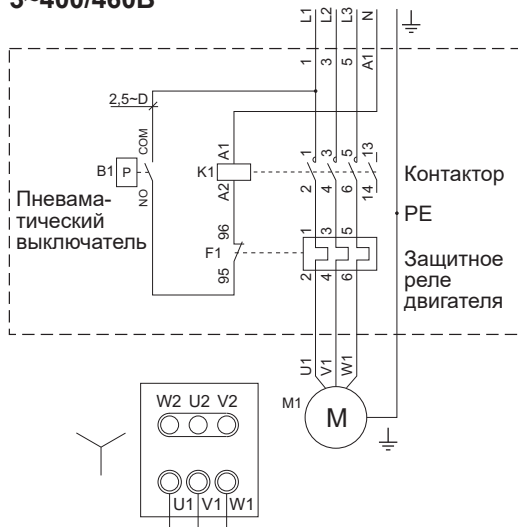 3~400/460В
L1 L2 L3 N
1 3 5 A1
2,5~D
COM
B1 P
NO
Пневама-
тический
выключатель
K1
A1
A2
1 3 5 13
2 4 6 14
Контактор
PE
96
F1
95
1 3 5
2 4 6
Защитное
реле
двигателя
U1 V1 W1
M1
M
W2 U2 V2
U1 V1 W1